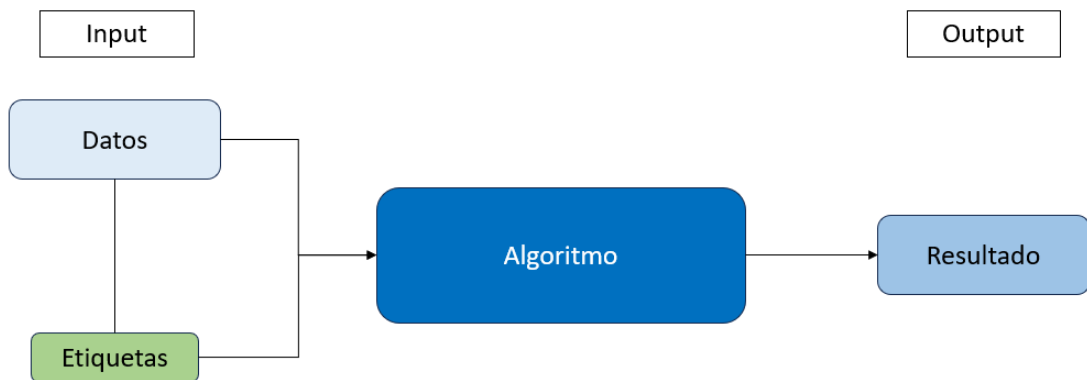 Input
Output
Datos
Algoritmo
Resultado
Etiquetas